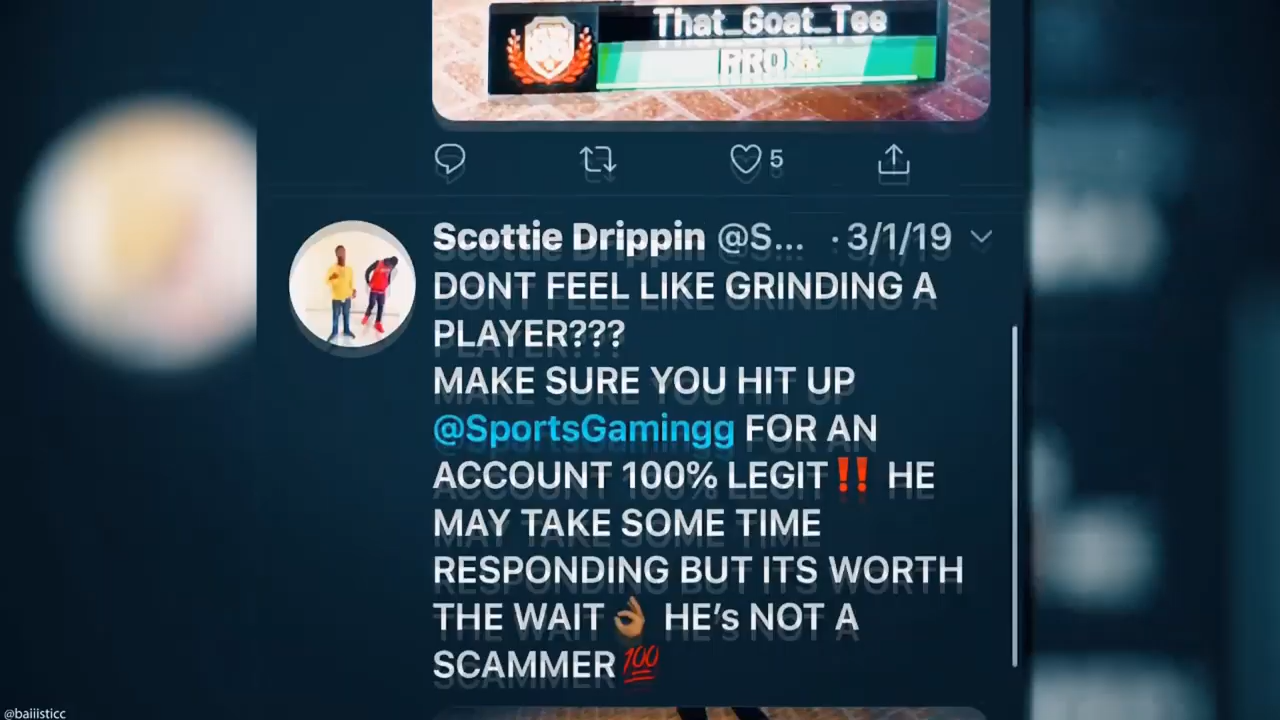 That_Goat_Tee
PRO
5
Scottie Drippin @S... · 3/1/19
DONT FEEL LIKE GRINDING A
PLAYER???
MAKE SURE YOU HIT UP
@SportsGamingg FOR AN
ACCOUNT 100% LEGIT‼️ HE
MAY TAKE SOME TIME
RESPONDING BUT ITS WORTH
THE WAIT👌🏽 HE’s NOT A
SCAMMER💯
@baiiisticc